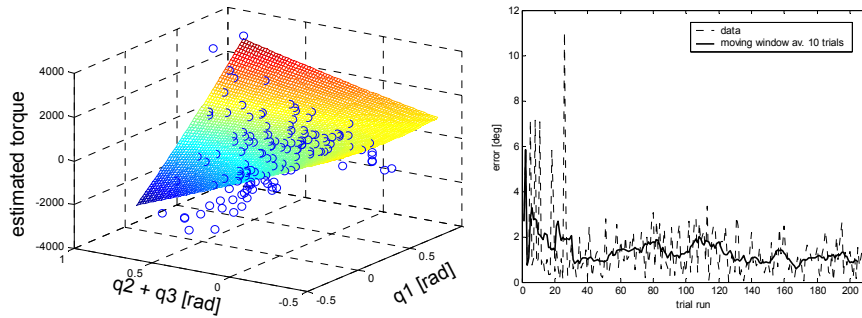 4000
2000
0
-2000
-4000
estimated torque
1
0.5
0
-0.5
q2 + q3 [rad]
-0.5
0
0.5
q1 [rad]
12
10
8
6
4
2
0
error [deg]
data
moving window av. 10 trials
0 20 40 60 80 100 120 140 160 180 200
trial run